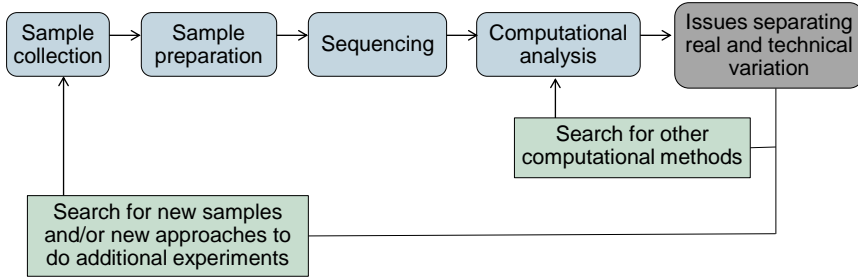 Sample
collection
Sample
preparation
Sequencing
Computational
analysis
Issues separating
real and technical
variation
Search for other
computational methods
Search for new samples
and/or new approaches to
do additional experiments